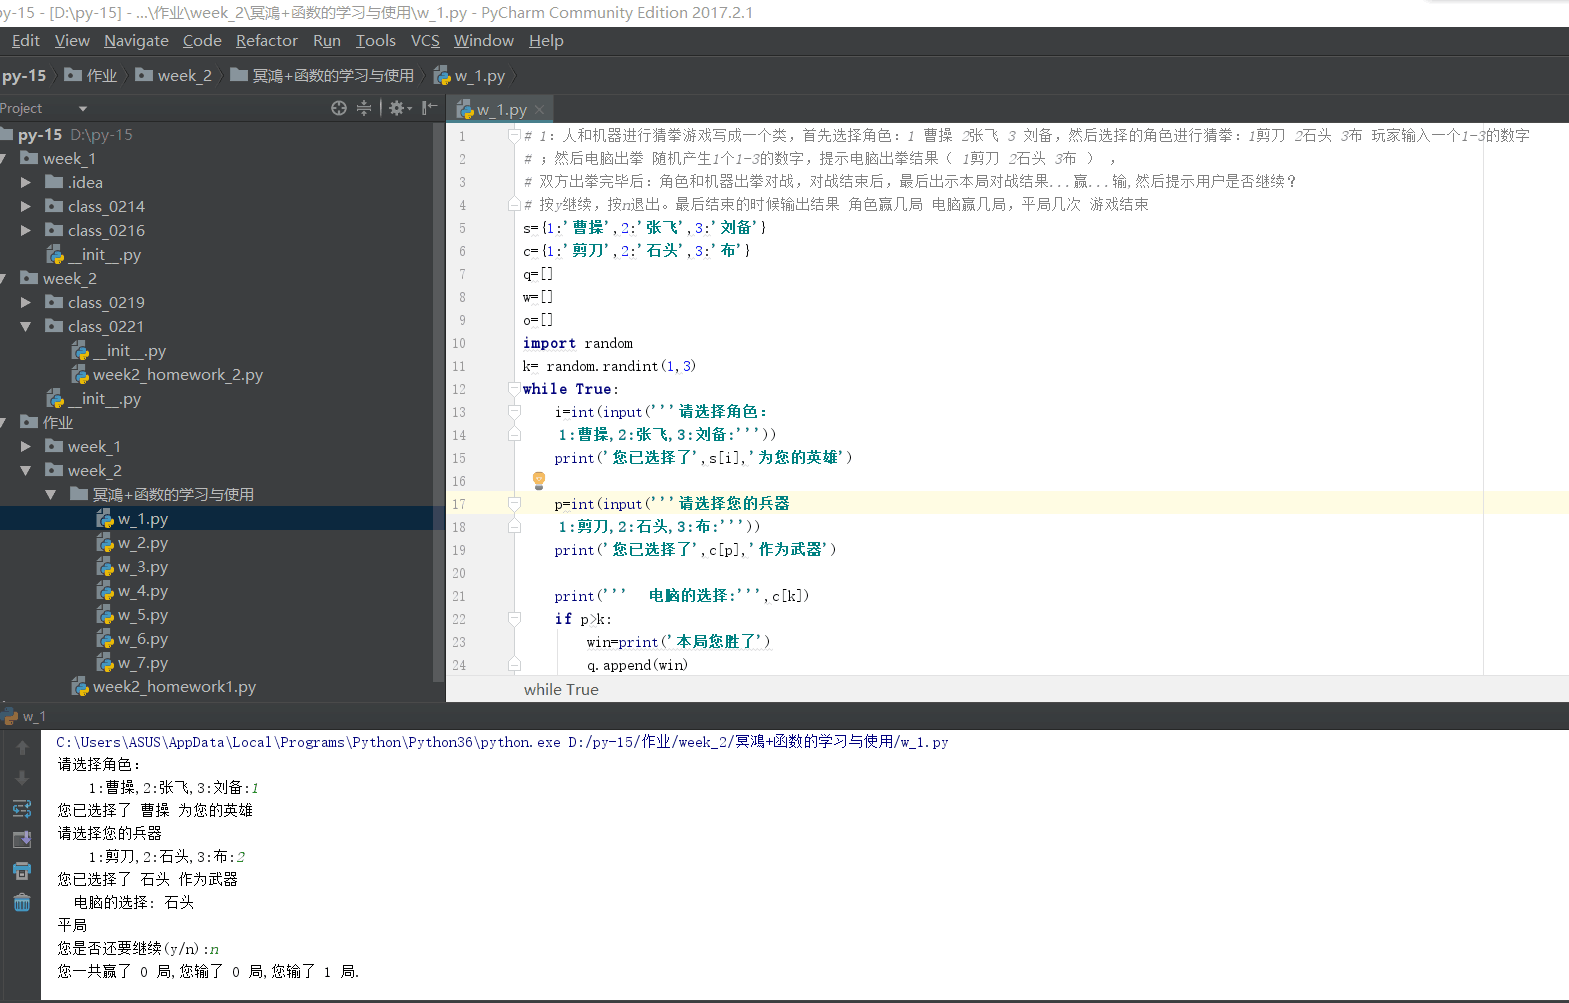 py-15 - [D:\py-15] - ...\作业\week_2\冥鴻+函数的学习与使用\w_1.py - PyCharm Community Edition 2017.2.1
Edit View Navigate Code Refactor Run Tools VCS Window Help
py-15 作业 week_2 冥鴻+函数的学习与使用 w_1.py
Project
w_1.py
py-15 D:\py-15
week_1
.idea
class_0214
class_0216
__init__.py
week_2
class_0219
class_0221
__init__.py
week2_homework_2.py
__init__.py
作业
week_1
week_2
冥鴻+函数的学习与使用
w_1.py
w_2.py
w_3.py
w_4.py
w_5.py
w_6.py
w_7.py
week2_homework1.py
1 # 1：人和机器进行猜拳游戏写成一个类，首先选择角色：1 曹操 2张飞 3 刘备，然后选择的角色进行猜拳：1剪刀 2石头 3布 玩家输入一个1-3的数字
2 # ；然后电脑出拳 随机产生1个1-3的数字，提示电脑出拳结果（ 1剪刀 2石头 3布 ） ，
3 # 双方出拳完毕后：角色和机器出拳对战，对战结束后，最后出示本局对战结果...赢...输,然后提示用户是否继续？
4 # 按y继续，按n退出。最后结束的时候输出结果 角色赢几局 电脑赢几局，平局几次 游戏结束
5 s={1:'曹操',2:'张飞',3:'刘备'}
6 c={1:'剪刀',2:'石头',3:'布'}
7 q=[]
8 w=[]
9 o=[]
10 import random
11 k= random.randint(1,3)
12 while True:
13 i=int(input('''请选择角色：
14 1:曹操,2:张飞,3:刘备:'''))
15 print('您已选择了',s[i],'为您的英雄')
16
17 p=int(input('''请选择您的兵器
18 1:剪刀,2:石头,3:布:'''))
19 print('您已选择了',c[p],'作为武器')
20
21 print('''  电脑的选择:''',c[k])
22 if p>k:
23 win=print('本局您胜了')
24 q.append(win)
while True
w_1
C:\Users\ASUS\AppData\Local\Programs\Python\Python36\python.exe D:/py-15/作业/week_2/冥鴻+函数的学习与使用/w_1.py
请选择角色：
1:曹操,2:张飞,3:刘备:1
您已选择了 曹操 为您的英雄
请选择您的兵器
1:剪刀,2:石头,3:布:2
您已选择了 石头 作为武器
电脑的选择: 石头
平局
您是否还要继续(y/n):n
您一共赢了 0 局,您输了 0 局,您输了 1 局.